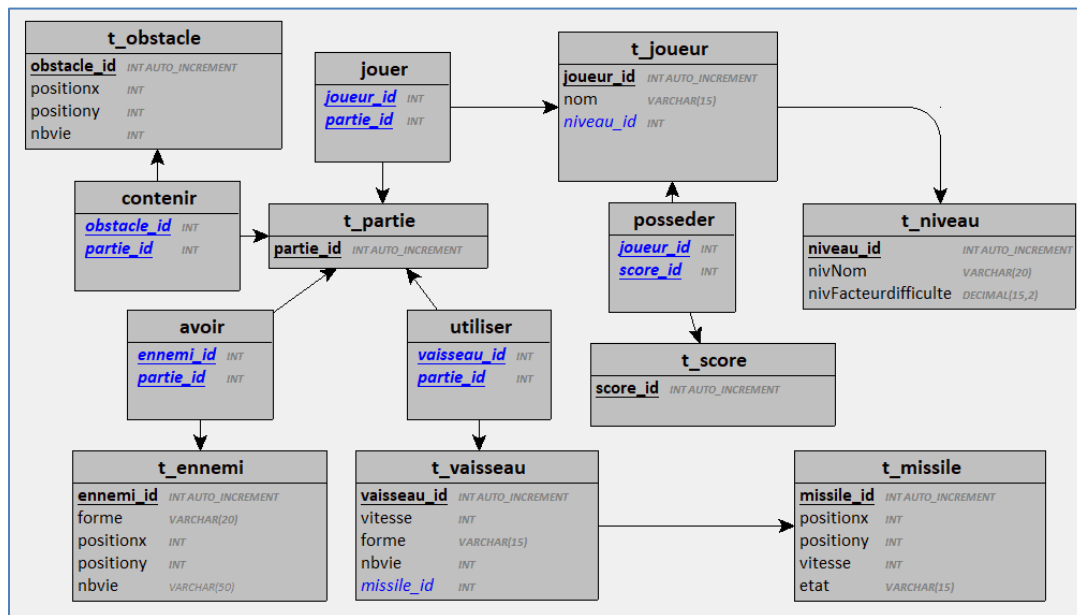 t_obstacle
obstacle_id INT AUTO_INCREMENT
positionx INT
positiony INT
nbvie INT
jouer
joueur_id INT
partie_id INT
t_joueur
joueur_id INT AUTO_INCREMENT
nom VARCHAR(15)
niveau_id INT
contenir
obstacle_id INT
partie_id INT
t_partie
partie_id INT AUTO_INCREMENT
posseder
joueur_id INT
score_id INT
t_niveau
niveau_id INT AUTO_INCREMENT
nivNom VARCHAR(20)
nivFacteurdifficulte DECIMAL(15,2)
avoir
ennemi_id INT
partie_id INT
utiliser
vaisseau_id INT
partie_id INT
t_score
score_id INT AUTO_INCREMENT
t_ennemi
ennemi_id INT AUTO_INCREMENT
forme VARCHAR(20)
positionx INT
positiony INT
nbvie VARCHAR(50)
t_vaisseau
vaisseau_id INT AUTO_INCREMENT
vitesse INT
forme VARCHAR(15)
nbvie INT
missile_id INT
t_missile
missile_id INT AUTO_INCREMENT
positionx INT
positiony INT
vitesse INT
etat VARCHAR(15)